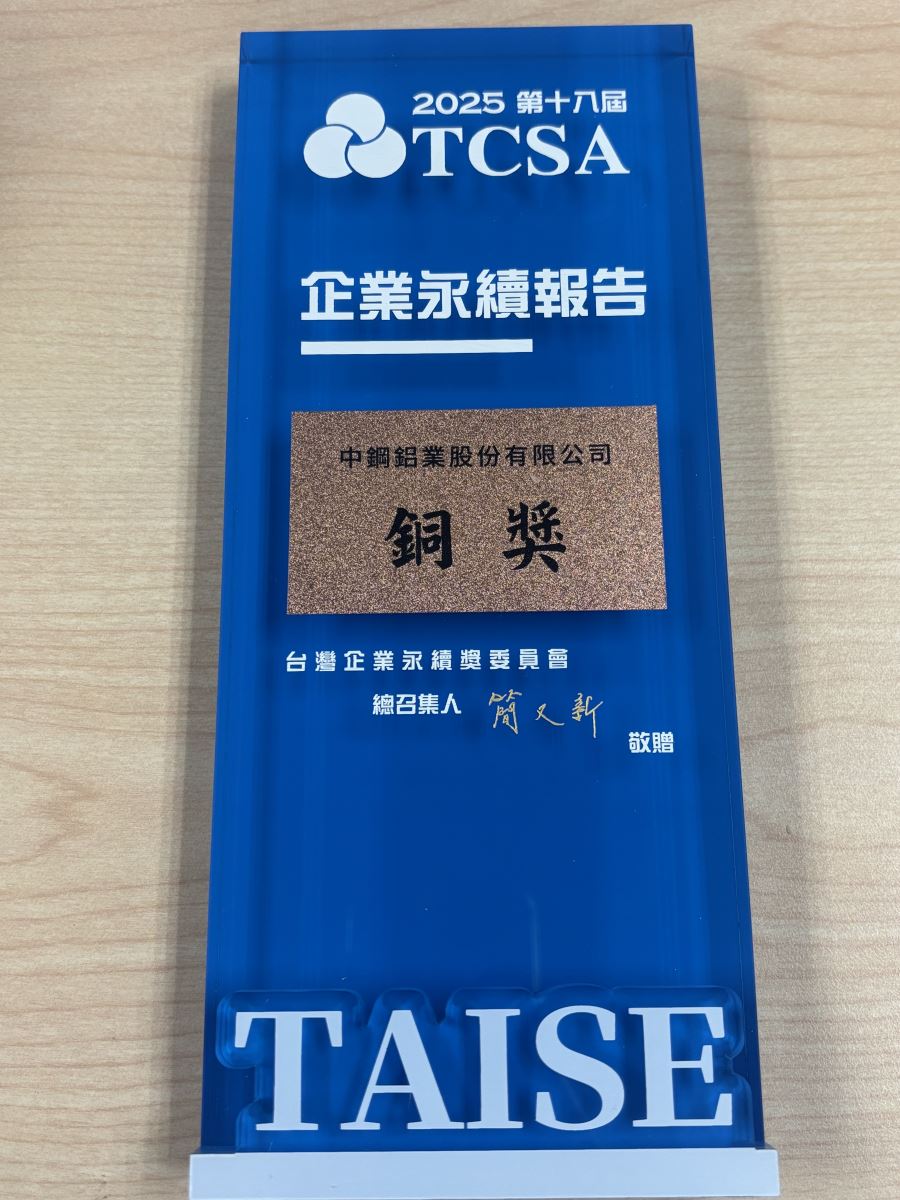 2025 第十八屆
TCSA
企業永續報告
中鋼鋁業股份有限公司
銅獎
台灣企業永續獎委員會
總召集人 簡又新
敬贈
TAISE